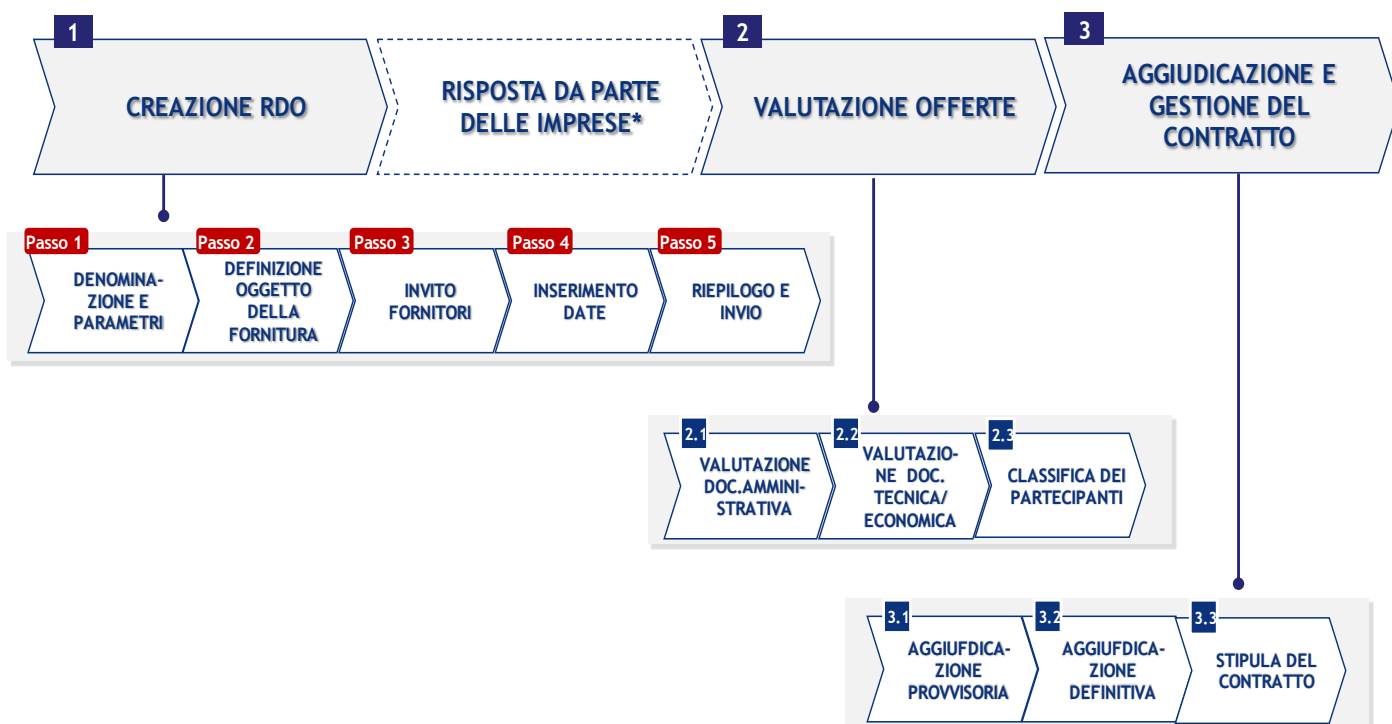 1
CREAZIONE RDO
RISPOSTA DA PARTE
DELLE IMPRESE*
2
VALUTAZIONE OFFERTE
3
AGGIUDICAZIONE E
GESTIONE DEL
CONTRATTO
Passo 1
DENOMINA-
ZIONE E
PARAMETRI
Passo 2
DEFINIZIONE
OGGETTO
DELLA
FORNITURA
Passo 3
INVITO
FORNITORI
Passo 4
INSERIMENTO
DATE
Passo 5
RIEPILOGO E
INVIO
2.1
VALUTAZIONE
DOC.AMMINI-
STRATIVA
2.2
VALUTAZIO-
NE DOC.
TECNICA/
ECONOMICA
2.3
CLASSIFICA DEI
PARTECIPANTI
3.1
AGGIUFDICA-
ZIONE
PROVVISORIA
3.2
AGGIUFDICA-
ZIONE
DEFINITIVA
3.3
STIPULA DEL
CONTRATTO